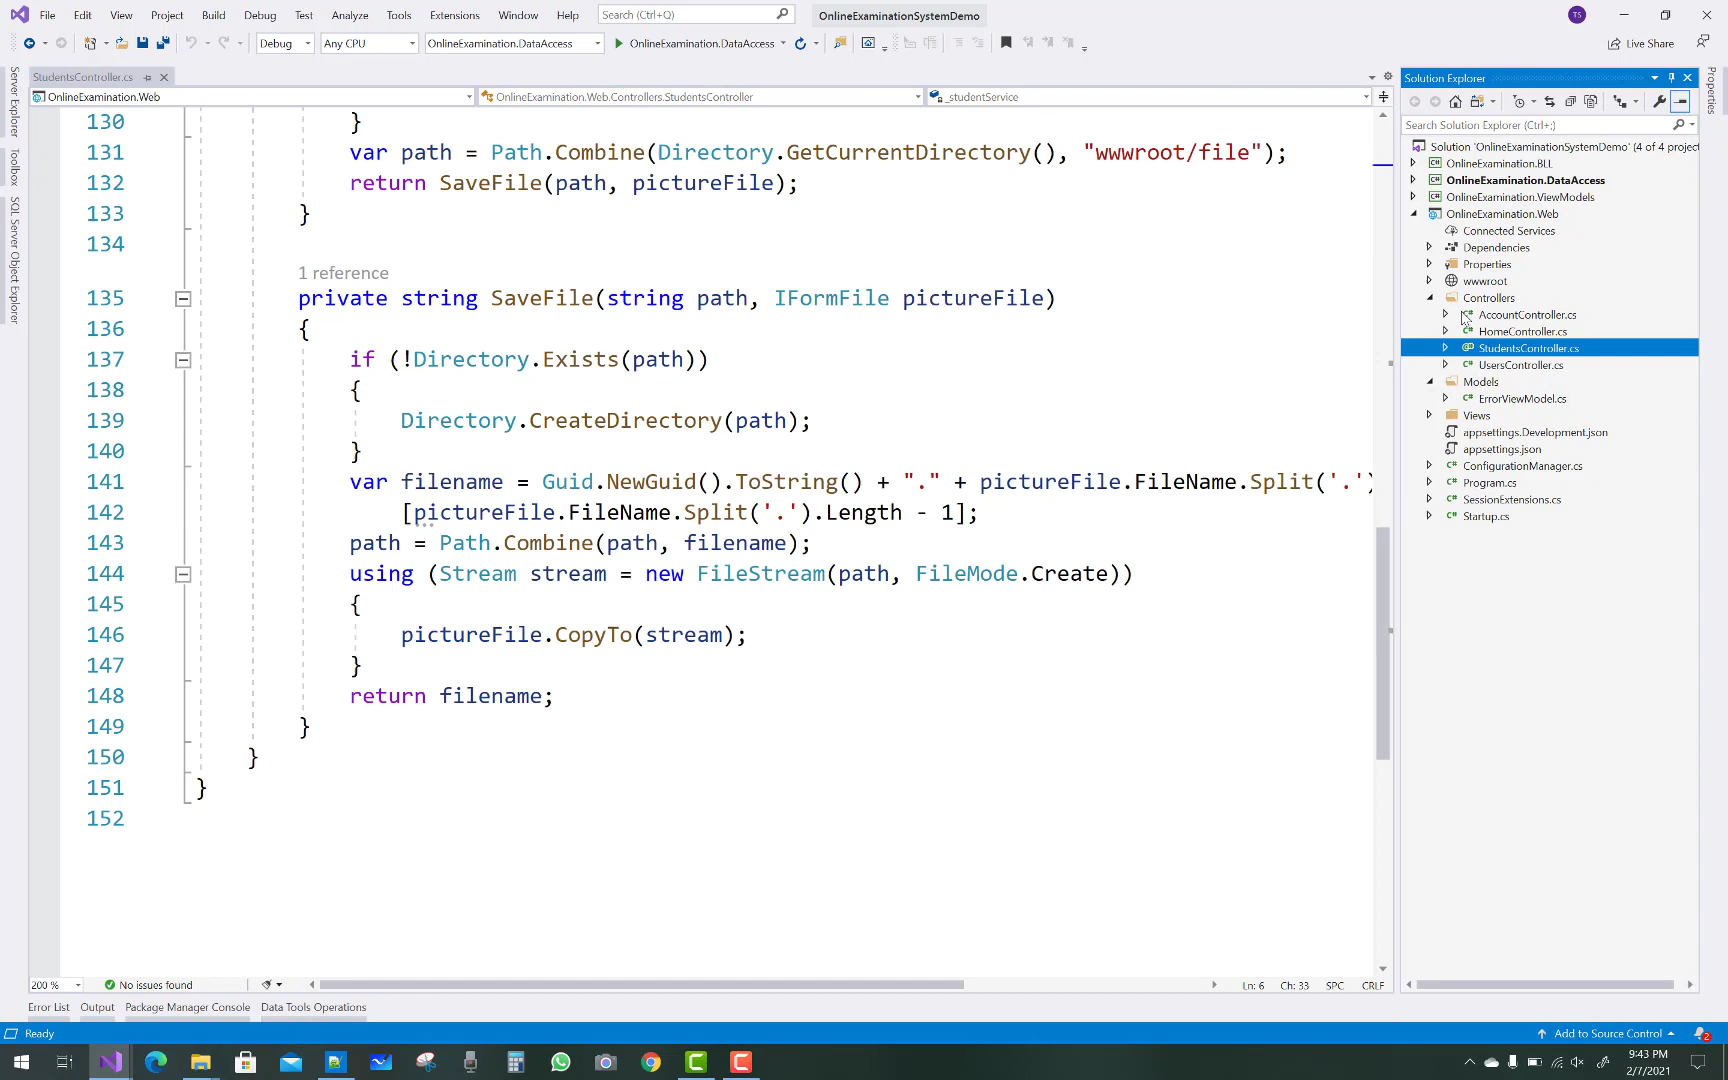 File Edit View Project Build Debug Test Analyze Tools Extensions Window Help Search (Ctrl+Q) OnlineExaminationSystemDemo TS
Debug Any CPU OnlineExamination.DataAccess OnlineExamination.DataAccess Live Share
StudentsController.cs
OnlineExamination.Web OnlineExamination.Web.Controllers.StudentsController _studentService
Server Explorer
Toolbox
SQL Server Object Explorer
130 }
131 var path = Path.Combine(Directory.GetCurrentDirectory(), "wwwroot/file");
132 return SaveFile(path, pictureFile);
133 }
134
1 reference
135 private string SaveFile(string path, IFormFile pictureFile)
136 {
137 if (!Directory.Exists(path))
138 {
139 Directory.CreateDirectory(path);
140 }
141 var filename = Guid.NewGuid().ToString() + "." + pictureFile.FileName.Split('.')
142 [pictureFile.FileName.Split('.').Length - 1];
143 path = Path.Combine(path, filename);
144 using (Stream stream = new FileStream(path, FileMode.Create))
145 {
146 pictureFile.CopyTo(stream);
147 }
148 return filename;
149 }
150 }
151 }
152
200 % No issues found Ln: 6 Ch: 33 SPC CRLF
Error List Output Package Manager Console Data Tools Operations
Solution Explorer
Search Solution Explorer (Ctrl+;)
Solution 'OnlineExaminationSystemDemo' (4 of 4 project
OnlineExamination.BLL
OnlineExamination.DataAccess
OnlineExamination.ViewModels
OnlineExamination.Web
Connected Services
Dependencies
Properties
wwwroot
Controllers
AccountController.cs
HomeController.cs
StudentsController.cs
UsersController.cs
Models
ErrorViewModel.cs
Views
appsettings.Development.json
appsettings.json
ConfigurationManager.cs
Program.cs
SessionExtensions.cs
Startup.cs
Properties
Ready Add to Source Control 2
9:43 PM
2/7/2021